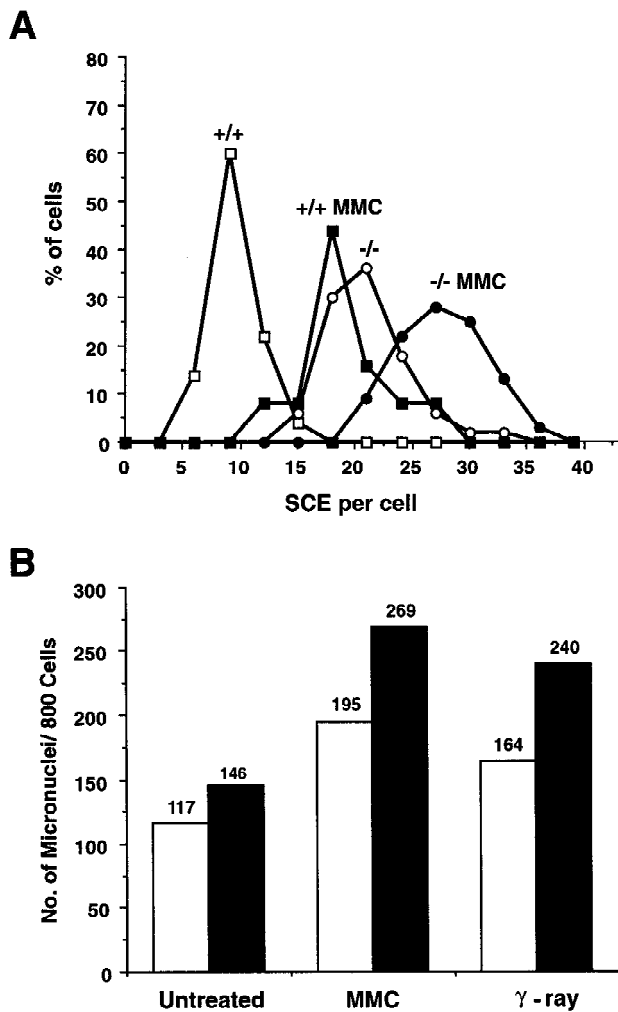 A
80
70
60
50
40
30
20
10
0
% of cells
+/+
+/+ MMC
-/-
-/- MMC
0 5 10 15 20 25 30 35 40
SCE per cell
B
300
250
200
150
100
50
0
No. of Micronuclei/ 800 Cells
117 146 195 269 164 240
Untreated MMC γ - ray